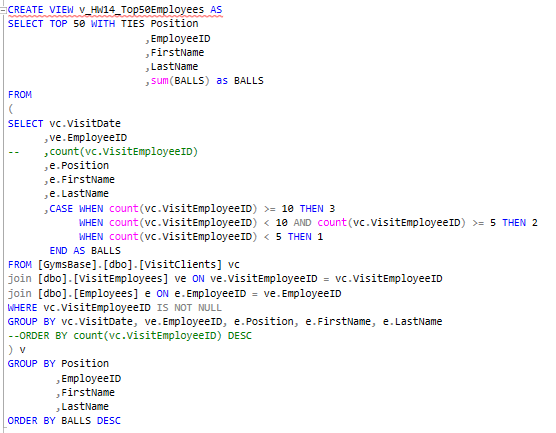 CREATE VIEW v_HW14_Top50Employees AS
SELECT TOP 50 WITH TIES Position
,EmployeeID
,FirstName
,LastName
,sum(BALLS) as BALLS
FROM
(
SELECT vc.VisitDate
,ve.EmployeeID
-- ,count(vc.VisitEmployeeID)
,e.Position
,e.FirstName
,e.LastName
,CASE WHEN count(vc.VisitEmployeeID) >= 10 THEN 3
WHEN count(vc.VisitEmployeeID) < 10 AND count(vc.VisitEmployeeID) >= 5 THEN 2
WHEN count(vc.VisitEmployeeID) < 5 THEN 1
END AS BALLS
FROM [GymsBase].[dbo].[VisitClients] vc
join [dbo].[VisitEmployees] ve ON ve.VisitEmployeeID = vc.VisitEmployeeID
join [dbo].[Employees] e ON e.EmployeeID = ve.EmployeeID
WHERE vc.VisitEmployeeID IS NOT NULL
GROUP BY vc.VisitDate, ve.EmployeeID, e.Position, e.FirstName, e.LastName
--ORDER BY count(vc.VisitEmployeeID) DESC
) v
GROUP BY Position
,EmployeeID
,FirstName
,LastName
ORDER BY BALLS DESC